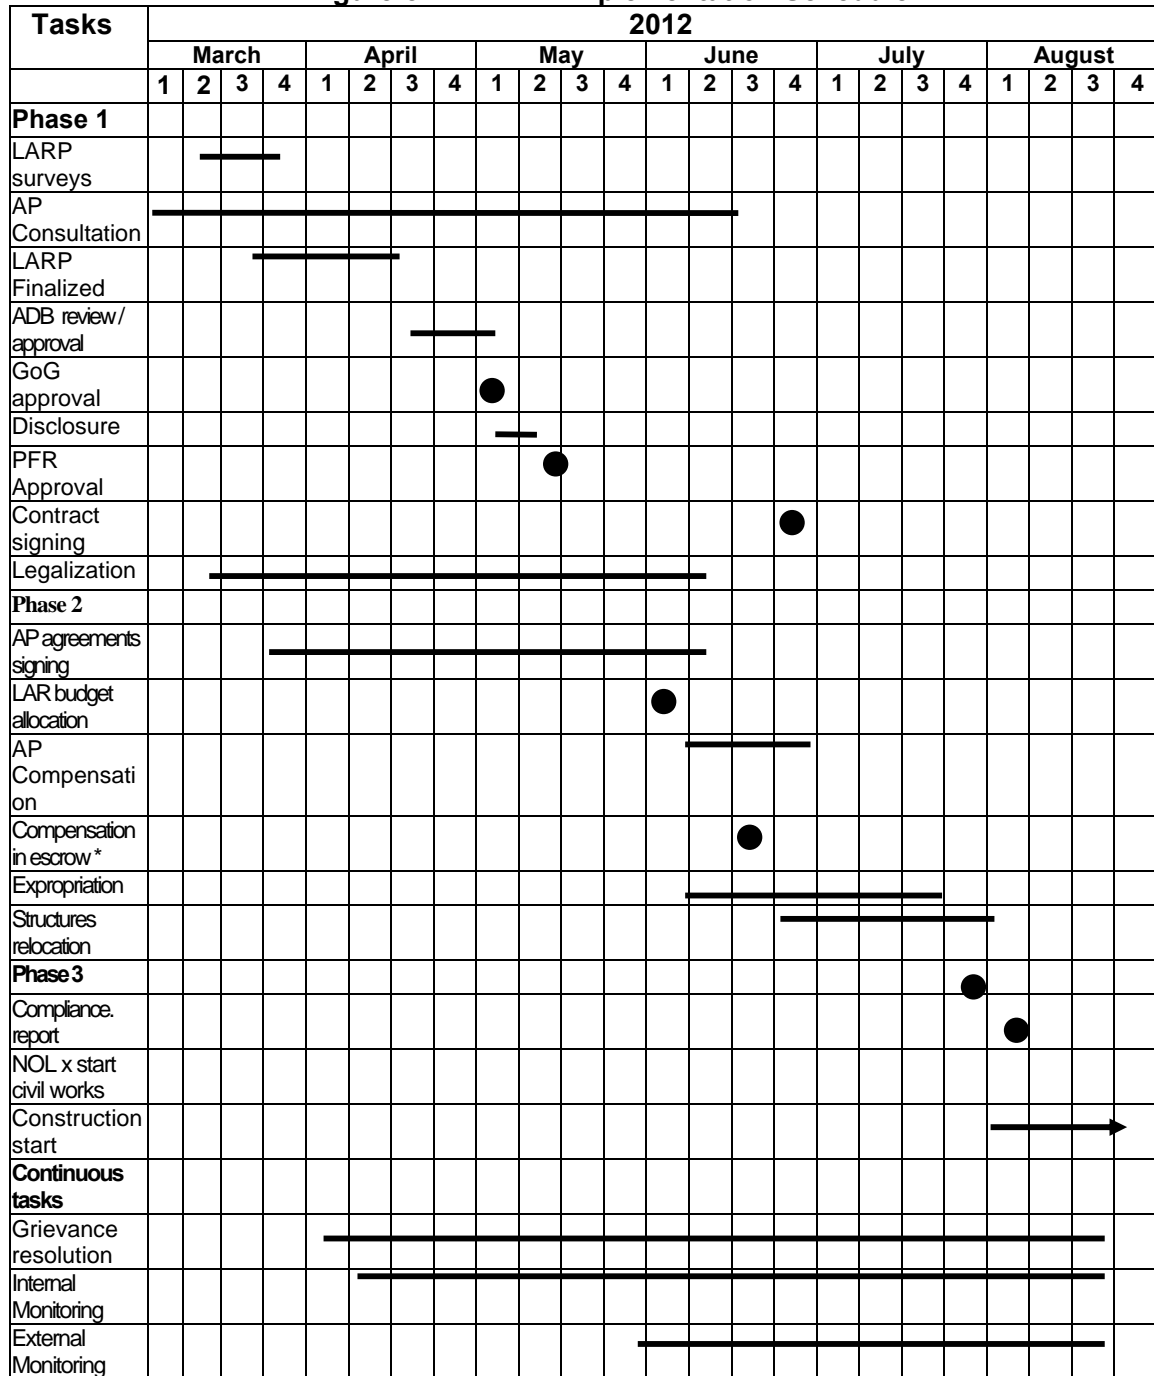 Tasks 2012
March April May June July August
1 2 3 4 1 2 3 4 1 2 3 4 1 2 3 4 1 2 3 4 1 2 3 4
Phase 1
LARP
surveys
AP
Consultation
LARP
Finalized
ADB review /
approval
GoG
approval
Disclosure
PFR
Approval
Contract
signing
Legalization
Phase 2
AP agreements
signing
LAR budget
allocation
AP
Compensati
on
Compensation
in escrow *
Expropriation
Structures
relocation
Phase 3
Compliance.
report
NOL x start
civil works
Construction
start
Continuous
tasks
Grievance
resolution
Internal
Monitoring
External
Monitoring